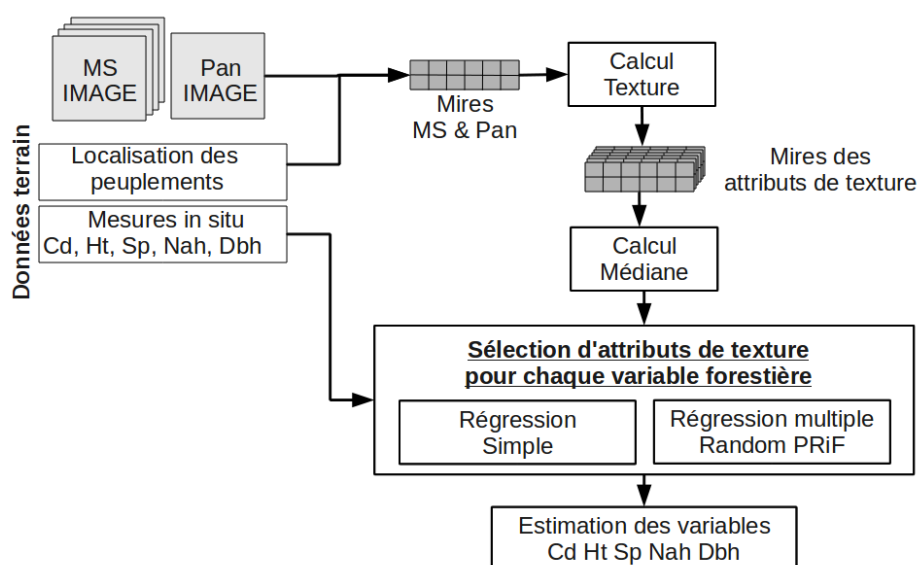 MS
IMAGE
Pan
IMAGE
Mires
MS & Pan
Calcul
Texture
Données terrain
Localisation des
peuplements
Mesures in situ
Cd, Ht, Sp, Nah, Dbh
Mires des
attributs de texture
Calcul
Médiane
Sélection d'attributs de texture
pour chaque variable forestière
Régression
Simple
Régression multiple
Random PRiF
Estimation des variables
Cd Ht Sp Nah Dbh